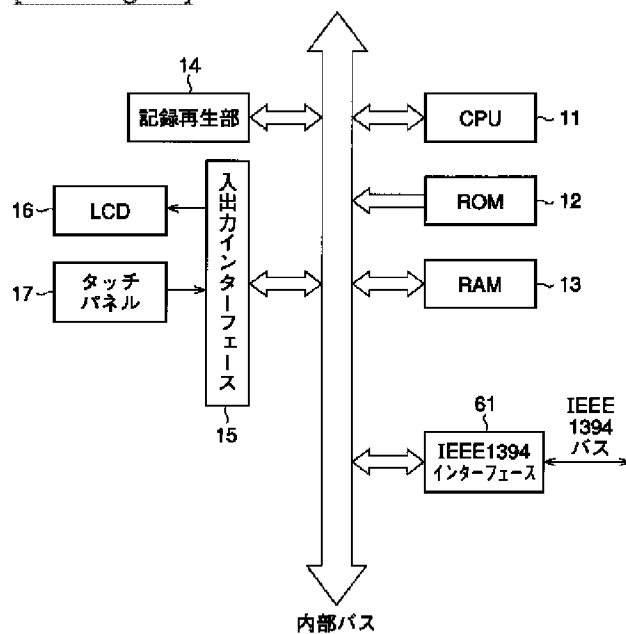 14
記録再生部
CPU
11
16
LCD
ROM
12
17
タッチ
パネル
入出力インターフェース
15
RAM
13
61
IEEE1394
インターフェース
IEEE
1394
バス
内部バス